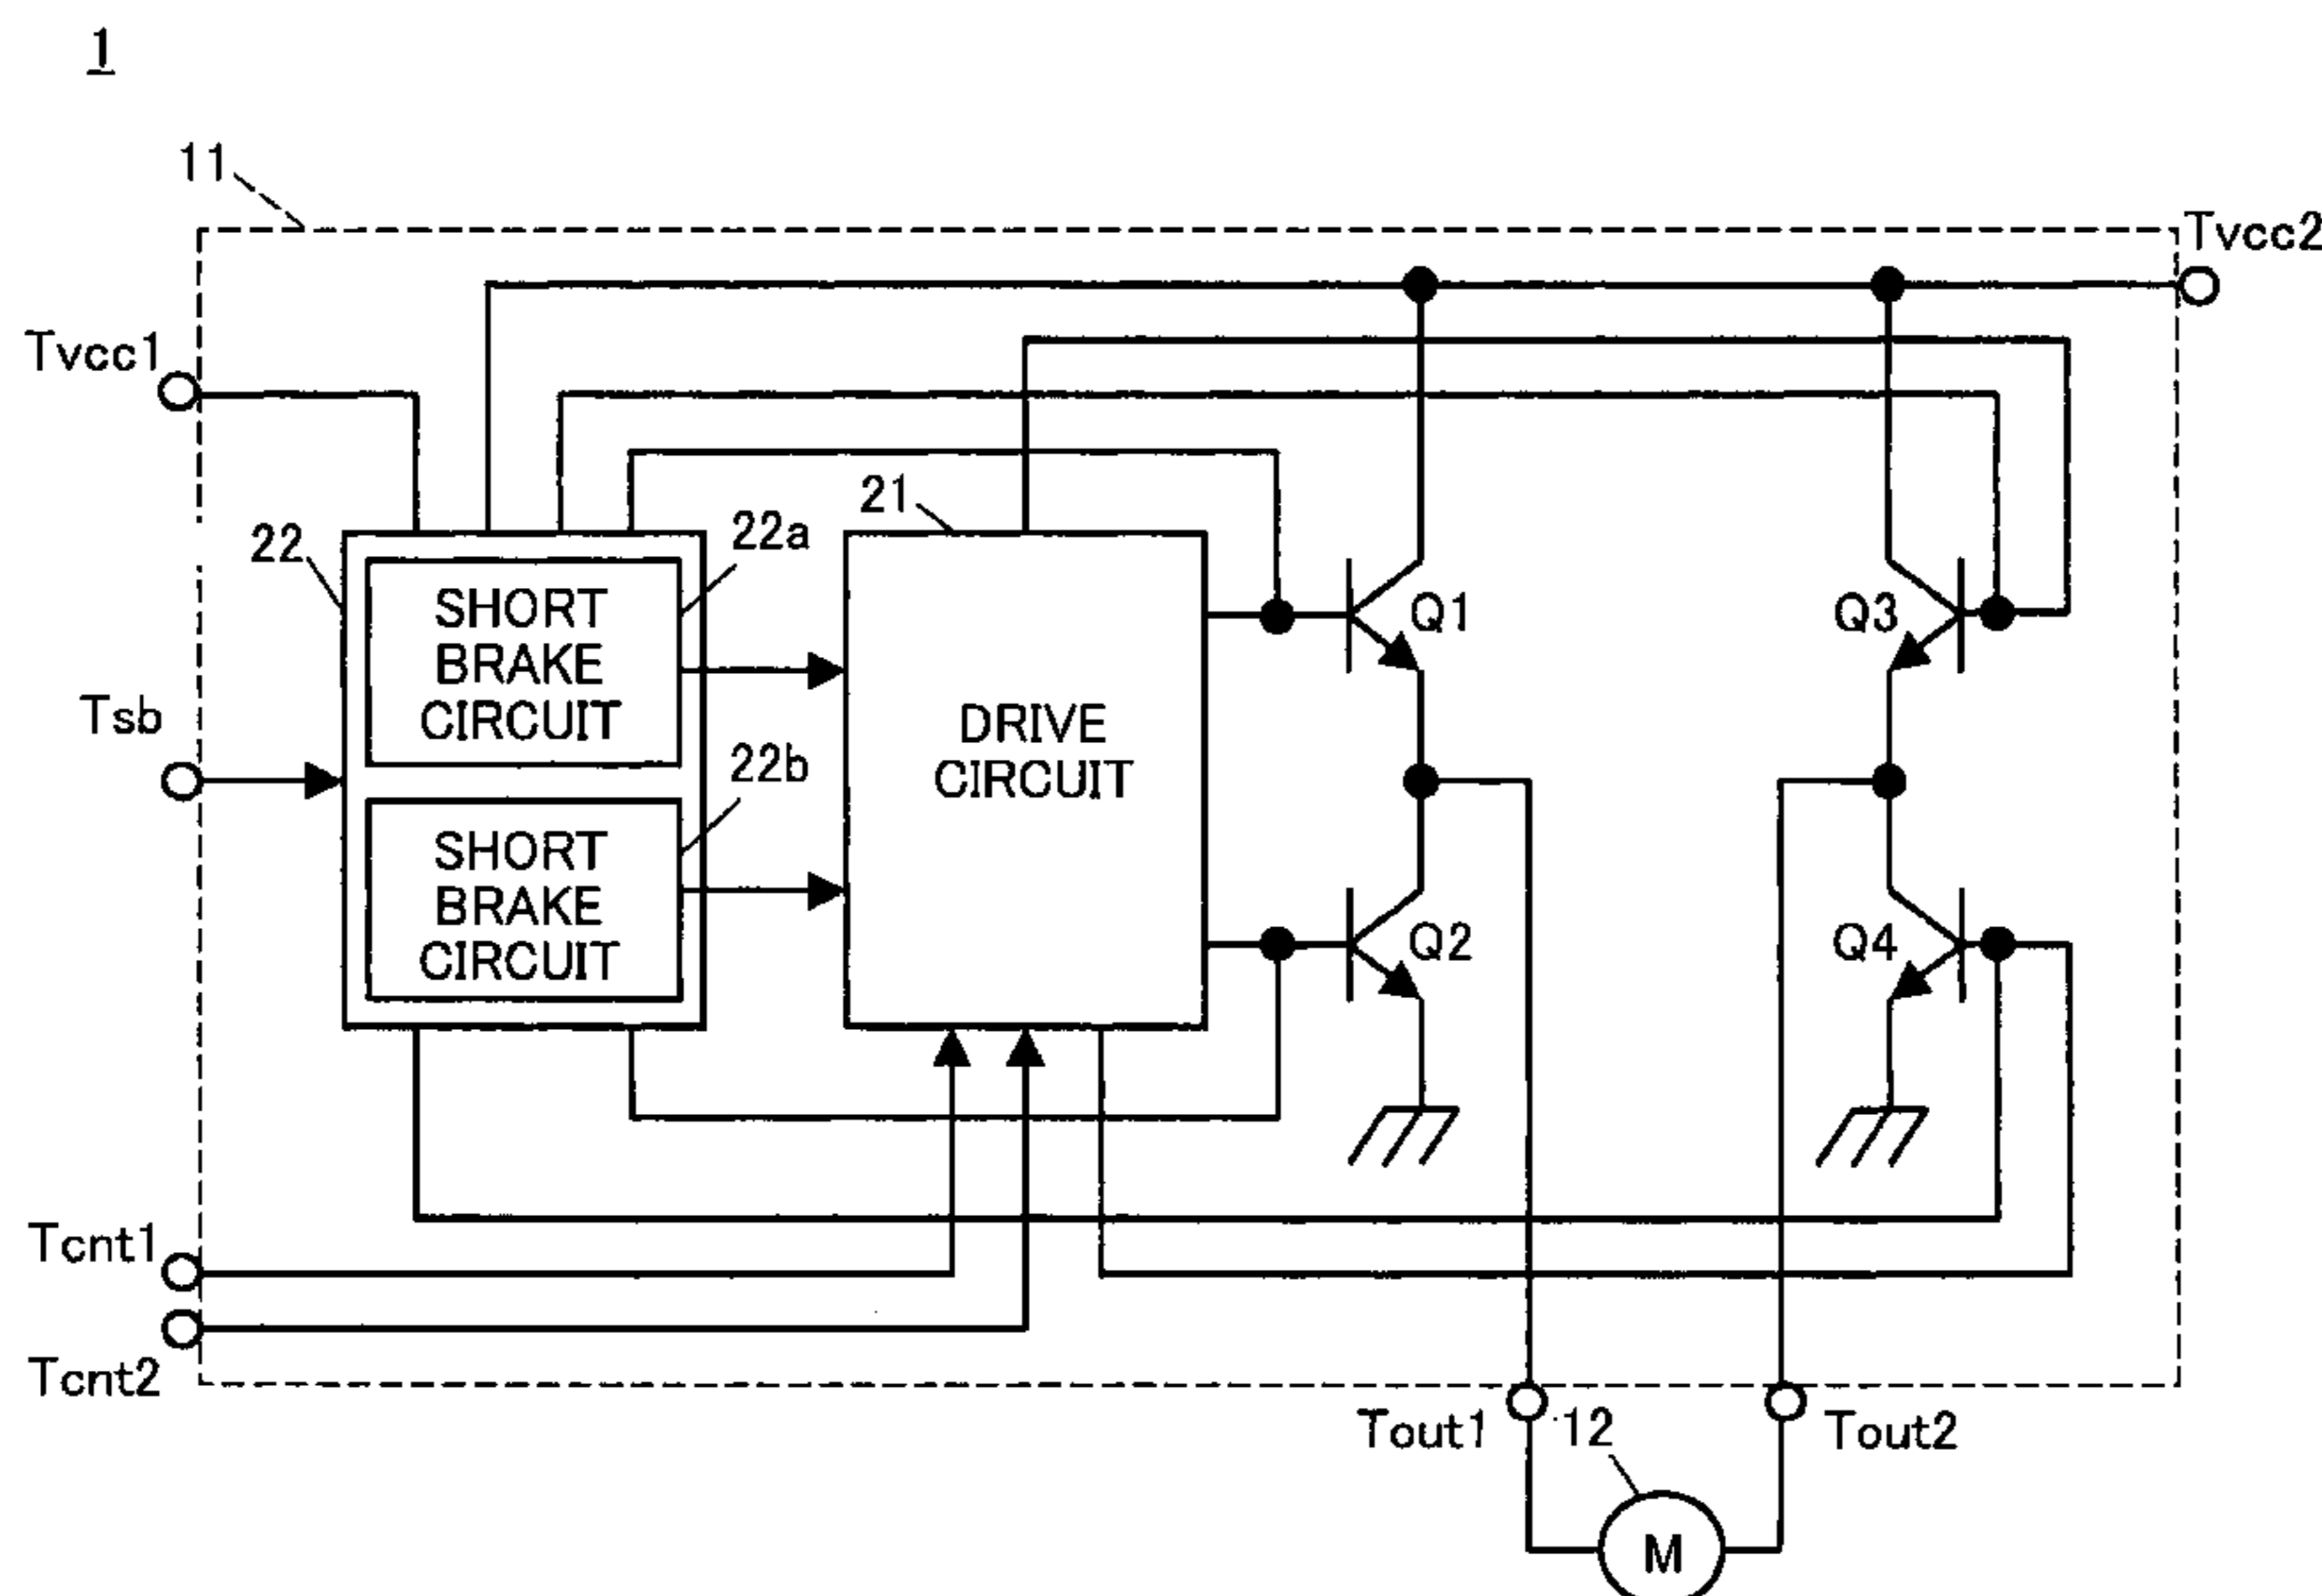 1
11
Tvcc2
Tvcc1
21
22
22a
SHORT
BRAKE
CIRCUIT
Q1
Q3
Tsb
DRIVE
CIRCUIT
22b
SHORT
BRAKE
CIRCUIT
Q2
Q4
Tcnt1
Tcnt2
Tout1
12
Tout2
M